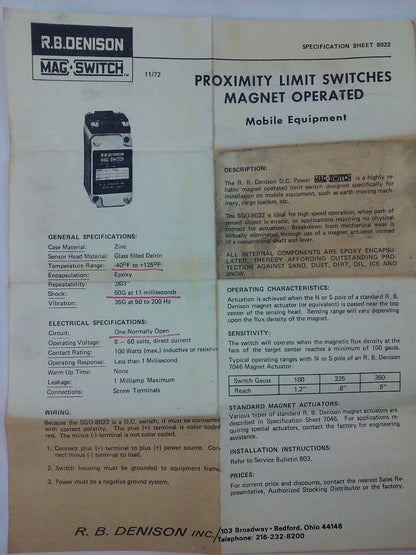 R.B.DENISON
MAG•SWITCH
TM
11/72
SPECIFICATION SHEET 8022
PROXIMITY LIMIT SWITCHES
MAGNET OPERATED
Mobile Equipment
R.B.DENISON
MAG•SWITCH
GENERAL SPECIFICATIONS:
Case Material: Zinc
Sensor Head Material: Glass filled Delrin
Temperature Range: -40°F to +125°F
Encapsulation: Epoxy
Repeatability: .003"
Shock: 50G at 11 milliseconds
Vibration: 35G at 50 to 200 Hz
ELECTRICAL SPECIFICATIONS:
Circuit: One Normally Open
Operating Voltage: 6 – 60 volts, direct current
Contact Rating: 100 Watts (max.) inductive or resistive
Operating Response: Less than 1 Millisecond
Warm Up Time: None
Leakage: 1 Milliamp Maximum
Connections: Screw Terminals
WIRING:
Because the SGO-8022 is a D.C. switch, it must be connected
with correct polarity. The plus (+) terminal is color coded
red. The minus (-) terminal is not color coded.
1. Connect plus (+) terminal to plus (+) power source. Con-
nect minus (-) terminal to load.
2. Switch housing must be grounded to equipment frame.
3. Power must be a negative ground system.
DESCRIPTION:
The R. B. Denison D.C. Power MAG•SWITCH is a highly re-
liable magnet operated limit switch designed specifically for
installation on mobile equipment, such as earth moving mach-
inery, cargo loaders, etc.
The SGO-8022 is ideal for high speed operation, when path of
sensed object is erratic, or applications requiring no physical
contact for actuation. Breakdown from mechanical wear is
virtually eliminated through use of a magnet actuator instead
of a conventional shaft and lever.
ALL INTERNAL COMPONENTS ARE EPOXY ENCAPSU-
LATED, THEREBY AFFORDING OUTSTANDING PRO-
TECTION AGAINST SAND, DUST, DIRT, OIL, ICE AND
SNOW.
OPERATING CHARACTERISTICS:
Actuation is achieved when the N or S pole of a standard R. B.
Denison magnet actuator (or equivalent) is passed near the top
center of the sensing head. Sensing range will vary depending
upon the flux density of the magnet.
SENSITIVITY:
The switch will operate when the magnetic flux density at the
face of the target center reaches a minimum of 100 gauss.
Typical operating ranges with N or S pole of an R. B. Denison
7046 Magnet Actuator:
Switch Gauss 100 225 350
Reach 1.2" .6" .5"
STANDARD MAGNET ACTUATORS:
Various types of standard R. B. Denison magnet actuators are
described in Specification Sheet 7046. For applications re-
quiring special actuators, contact the factory for engineering
assistance.
INSTALLATION INSTRUCTIONS:
Refer to Service Bulletin 803.
PRICES:
For current price and discounts, contact the nearest Sales Re-
presentative, Authorized Stocking Distributor or the factory.
R. B. DENISON INC.
103 Broadway • Bedford, Ohio 44146
Telephone: 216-232-8200